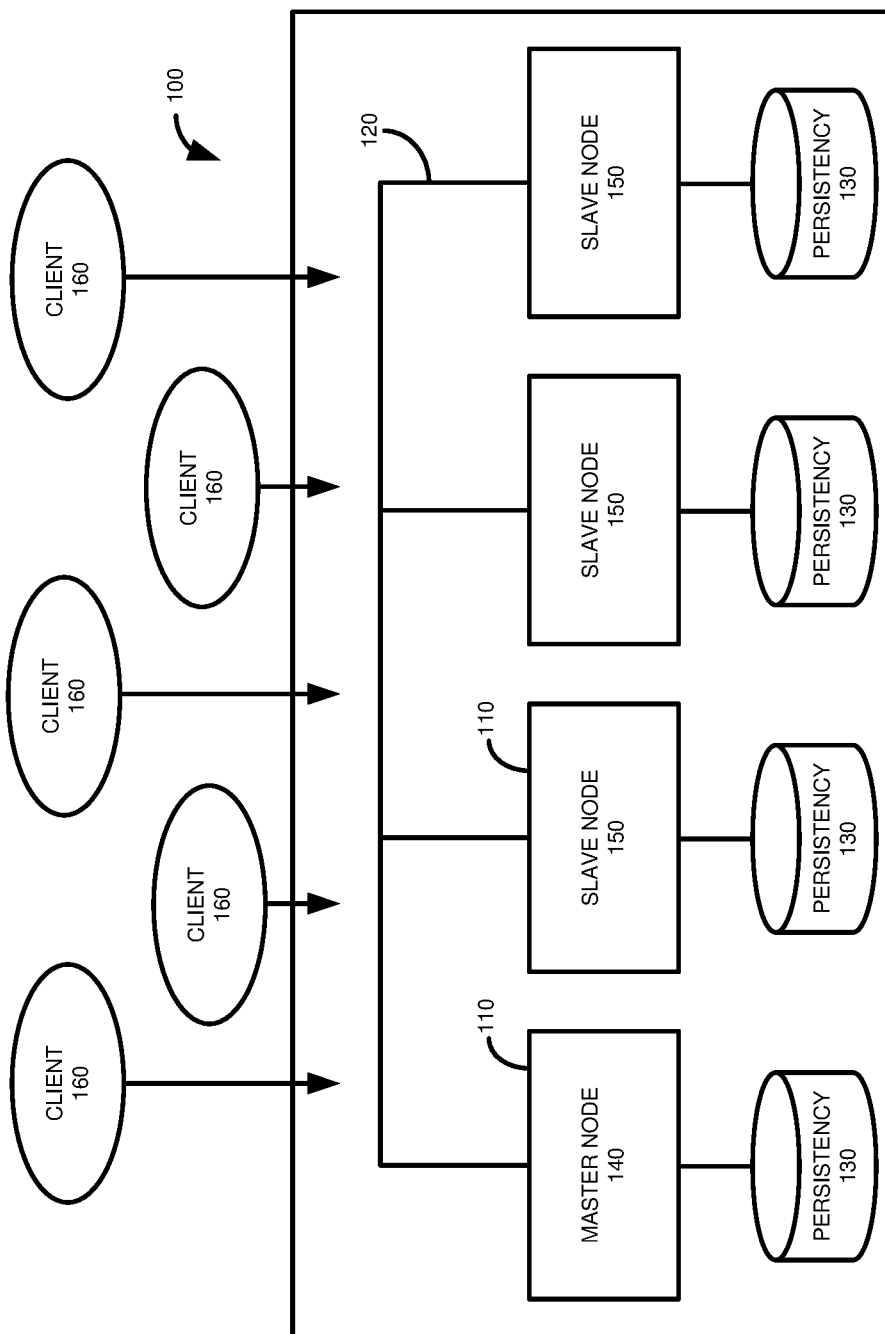 CLIENT
160
CLIENT
160
CLIENT
160
CLIENT
160
CLIENT
160
100
120
110
110
MASTER NODE
140
SLAVE NODE
150
SLAVE NODE
150
SLAVE NODE
150
PERSISTENCY
130
PERSISTENCY
130
PERSISTENCY
130
PERSISTENCY
130